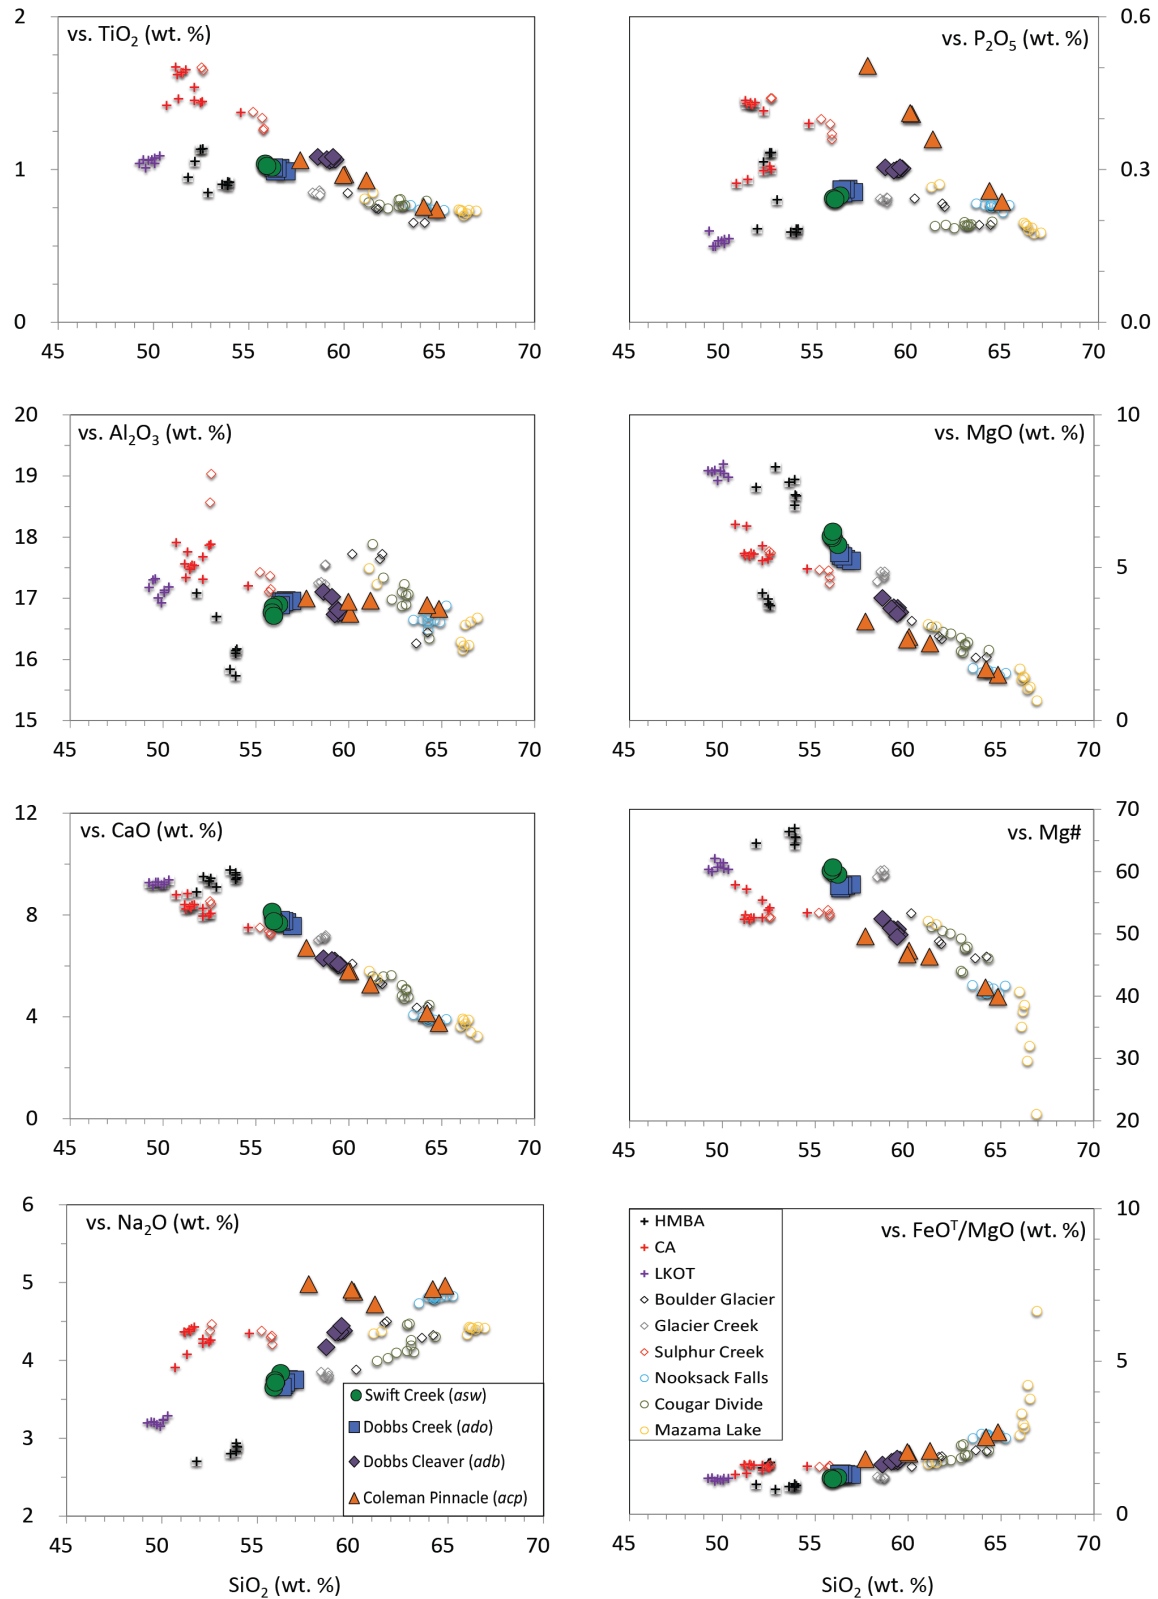 2
vs. TiO₂ (wt. %)
1
0
45 50 55 60 65 70
0.6
vs. P₂O₅ (wt. %)
0.3
0.0
45 50 55 60 65 70
20
vs. Al₂O₃ (wt. %)
19
18
17
16
15
45 50 55 60 65 70
10
vs. MgO (wt. %)
5
0
45 50 55 60 65 70
12
vs. CaO (wt. %)
8
4
0
45 50 55 60 65 70
70
vs. Mg#
60
50
40
30
20
45 50 55 60 65 70
6
vs. Na₂O (wt. %)
5
4
3
2
Swift Creek (asw)
Dobbs Creek (ado)
Dobbs Cleaver (adb)
Coleman Pinnacle (acp)
45 50 55 60 65 70
SiO₂ (wt. %)
10
vs. FeOᵀ/MgO (wt. %)
5
0
HMBA
CA
LKOT
Boulder Glacier
Glacier Creek
Sulphur Creek
Nooksack Falls
Cougar Divide
Mazama Lake
45 50 55 60 65 70
SiO₂ (wt. %)